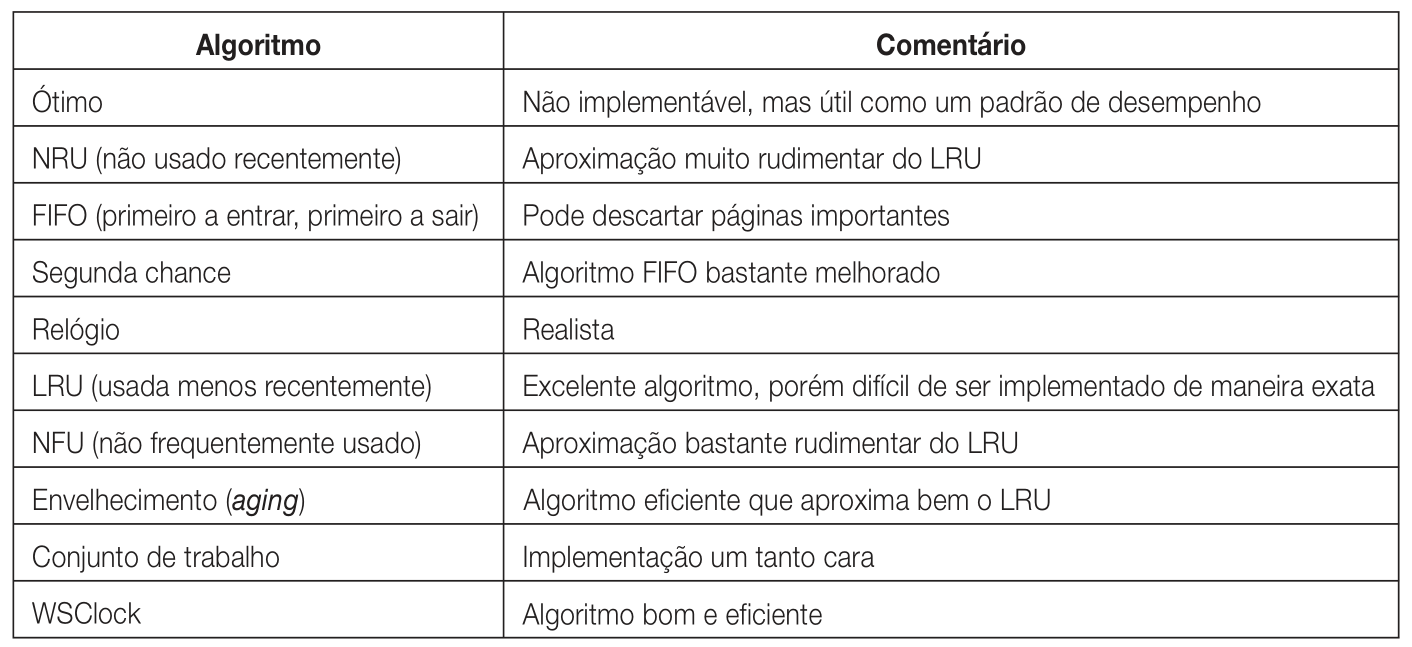 Algoritmo Comentário
Ótimo Não implementável, mas útil como um padrão de desempenho
NRU (não usado recentemente) Aproximação muito rudimentar do LRU
FIFO (primeiro a entrar, primeiro a sair) Pode descartar páginas importantes
Segunda chance Algoritmo FIFO bastante melhorado
Relógio Realista
LRU (usada menos recentemente) Excelente algoritmo, porém difícil de ser implementado de maneira exata
NFU (não frequentemente usado) Aproximação bastante rudimentar do LRU
Envelhecimento (aging) Algoritmo eficiente que aproxima bem o LRU
Conjunto de trabalho Implementação um tanto cara
WSClock Algoritmo bom e eficiente